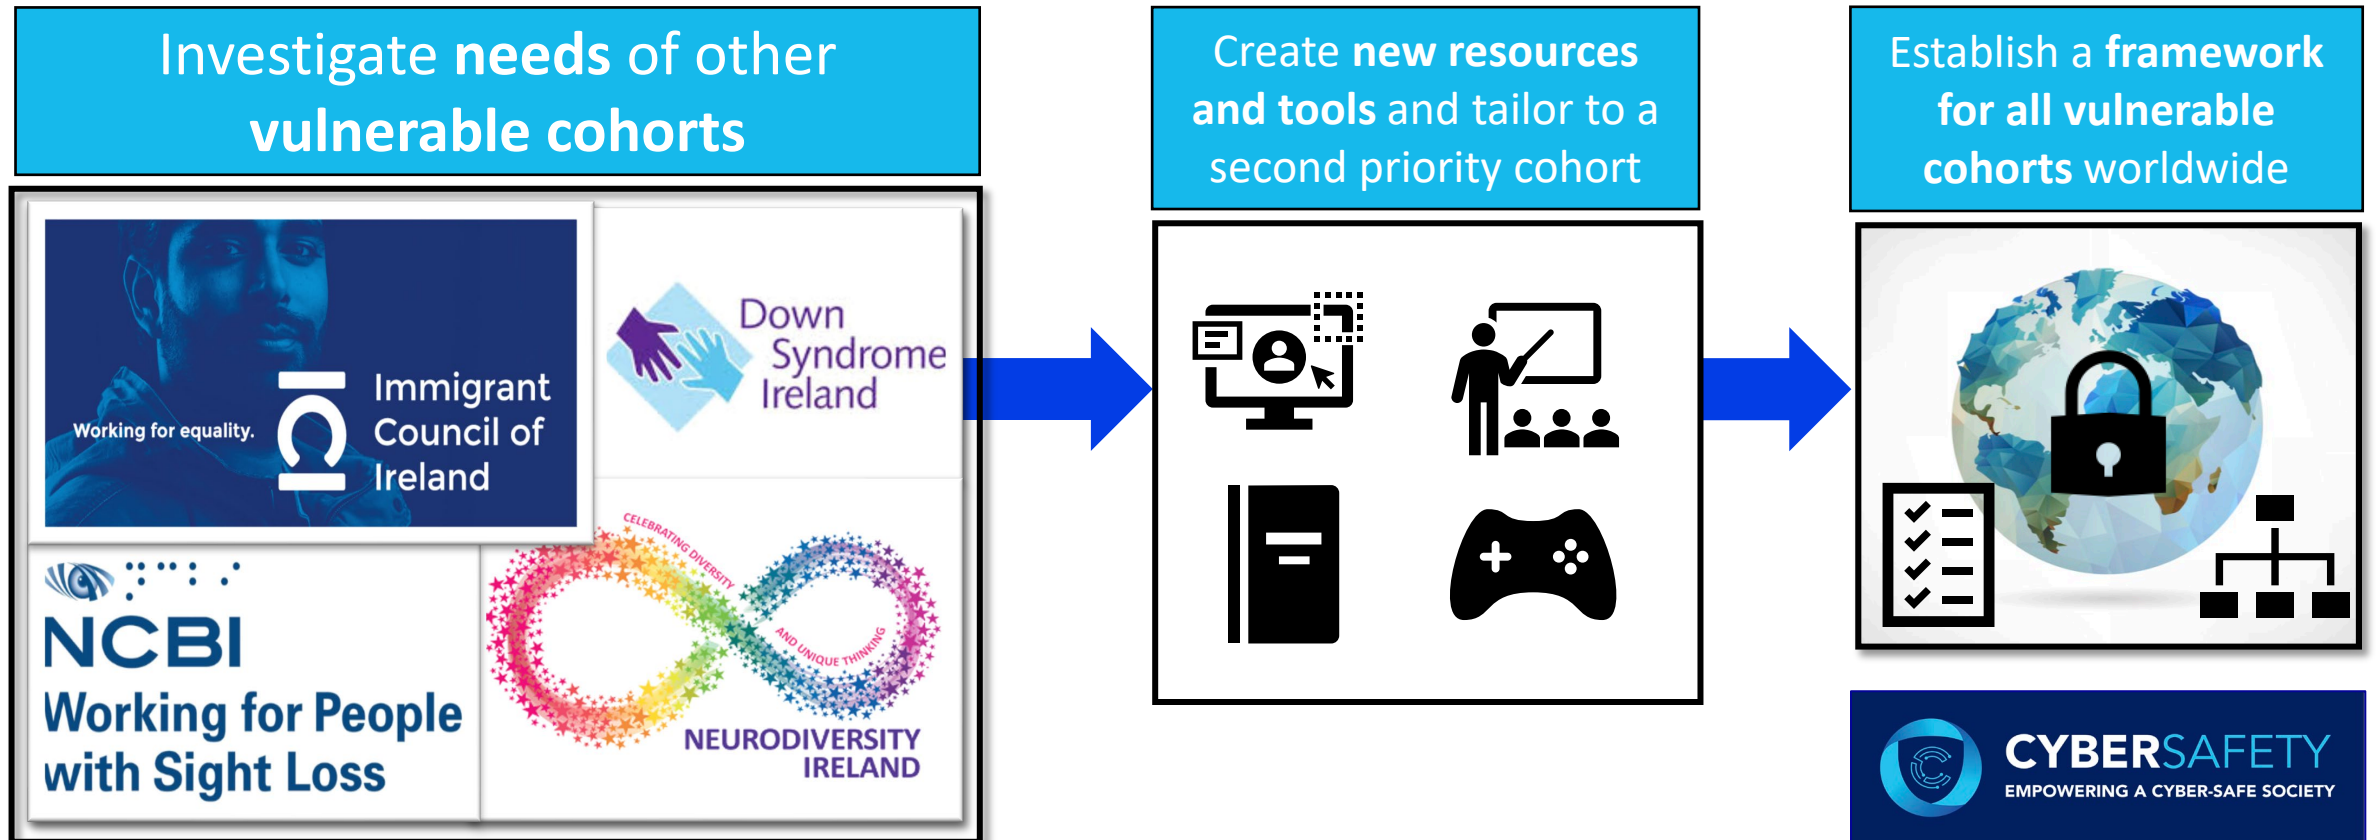 Investigate needs of other
vulnerable cohorts
Create new resources
and tools and tailor to a
second priority cohort
Establish a framework
for all vulnerable
cohorts worldwide
Working for equality.
Immigrant
Council of
Ireland
Down
Syndrome
Ireland
⠝⠉⠃⠊
NCBI
Working for People
with Sight Loss
CELEBRATING DIVERSITY
AND UNIQUE THINKING
NEURODIVERSITY
IRELAND
CYBERSAFETY
EMPOWERING A CYBER-SAFE SOCIETY